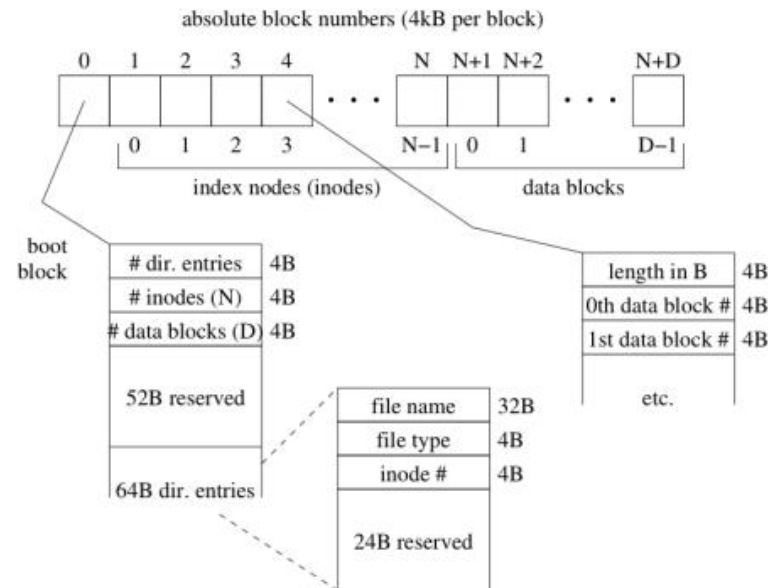 absolute block numbers (4kB per block)
0 1 2 3 4 N N+1 N+2 N+D
• • • • • •
0 1 2 3 N−1 0 1 D−1
index nodes (inodes) data blocks
boot
block
# dir. entries 4B
# inodes (N) 4B
# data blocks (D) 4B
52B reserved
64B dir. entries
length in B 4B
0th data block # 4B
1st data block # 4B
etc.
file name 32B
file type 4B
inode # 4B
24B reserved